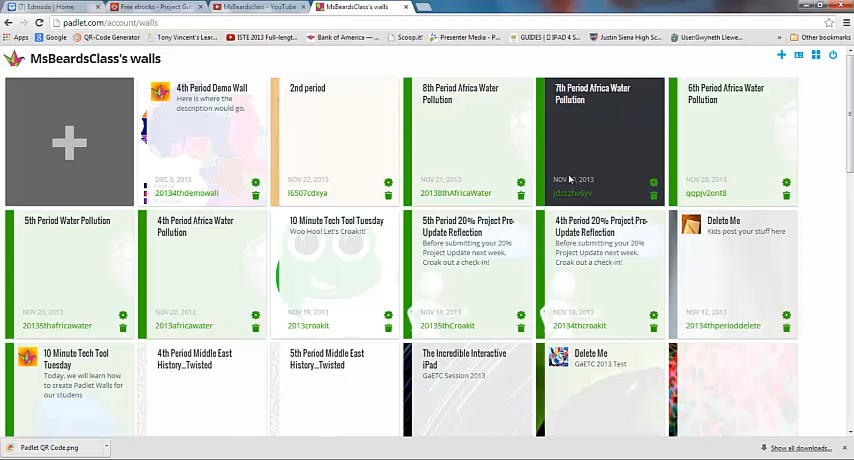 (7) Edmodo | Home
Free ebooks - Project Gu
MsBeardsclass - YouTube
MsBeardsClass's walls
padlet.com/account/walls
Apps
Google
QR-Code Generator
Tony Vincent's Lear...
ISTE 2013 Full-lengt...
Bank of America —...
Scoop.it!
Presenter Media - P...
GUIDES | IPAD 4 S...
Justin Siena High Sc...
UserGwyneth Llewe...
»
Other bookmarks
MsBeardsClass's walls
4th Period Demo Wall
Here is where the
description would go.
DEC 3, 2013
20134thdemowall
2nd period
NOV 22, 2013
l6507cdxya
8th Period Africa Water
Pollution
NOV 21, 2013
20138thAfricaWater
7th Period Africa Water
Pollution
jdcczhv6yv
6th Period Africa Water
Pollution
NOV 20, 2013
qqpjv2ont8
5th Period Water Pollution
NOV 20, 2013
20135thafricawater
4th Period Africa Water
Pollution
NOV 20, 2013
2013africawater
10 Minute Tech Tool Tuesday
Woo Hoo! Let's Croakit!
NOV 19, 2013
2013croakit
5th Period 20% Project Pre-
Update Reflection
Before submitting your 20%
Project Update next week,
Croak out a check-in!
NOV 18, 2013
20135thCroakit
4th Period 20% Project Pre-
Update Reflection
Before submitting your 20%
Project Update next week,
Croak out a check-in!
NOV 18, 2013
20134thcroakit
Delete Me
Kids post your stuff here
NOV 12, 2013
20134thperioddelete
10 Minute Tech Tool
Tuesday
Today, we will learn how
to create Padlet Walls for
our studens
4th Period Middle East
History...Twisted
5th Period Middle East
History...Twisted
The Incredible Interactive
iPad
GaETC Session 2013
Delete Me
GaETC 2013 Test
Padlet QR Code.png
Show all downloads...